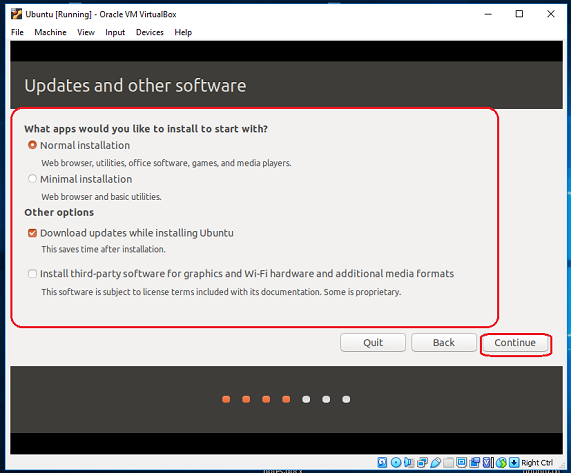 Ubuntu [Running] - Oracle VM VirtualBox
File Machine View Input Devices Help
Updates and other software
What apps would you like to install to start with?
Normal installation
Web browser, utilities, office software, games, and media players.
Minimal installation
Web browser and basic utilities.
Other options
Download updates while installing Ubuntu
This saves time after installation.
Install third-party software for graphics and Wi-Fi hardware and additional media formats
This software is subject to license terms included with its documentation. Some is proprietary.
Quit Back Continue
Right Ctrl